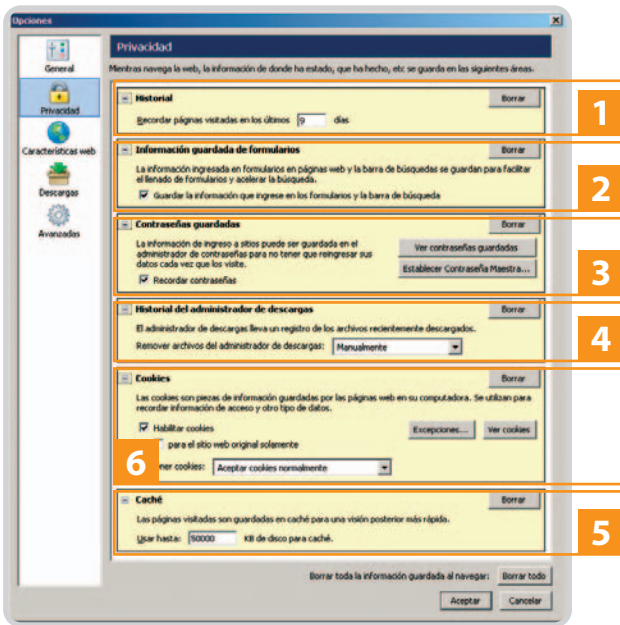 Opciones
General
Privacidad
Características web
Descargas
Avanzadas
Privacidad
Mientras navega la web, la información de donde ha estado, que ha hecho, etc se guarda en las siguientes áreas.
Historial
Borrar
Recordar páginas visitadas en los últimos 9 días
1
Información guardada de formularios
Borrar
La información ingresada en formularios en páginas web y la barra de búsquedas se guardan para facilitar
el llenado de formularios y acelerar la búsqueda.
Guardar la información que ingrese en los formularios y la barra de búsqueda
2
Contraseñas guardadas
Borrar
La información de ingreso a sitios puede ser guardada en el
administrador de contraseñas para no tener que reingresar sus
datos cada vez que los visite.
Ver contraseñas guardadas
Establecer Contraseña Maestra...
Recordar contraseñas
3
Historial del administrador de descargas
Borrar
El administrador de descargas lleva un registro de los archivos recientemente descargados.
Remover archivos del administrador de descargas: Manualmente
4
Cookies
Borrar
Las cookies son piezas de información guardadas por las páginas web en su computadora. Se utilizan para
recordar información de acceso y otro tipo de datos.
Habilitar cookies
Excepciones...
Ver cookies
para el sitio web original solamente
6
cookies: Aceptar cookies normalmente
Caché
Borrar
Las páginas visitadas son guardadas en caché para una visión posterior más rápida.
Usar hasta: 50000 KB de disco para caché.
5
Borrar toda la información guardada al navegar: Borrar todo
Aceptar
Cancelar